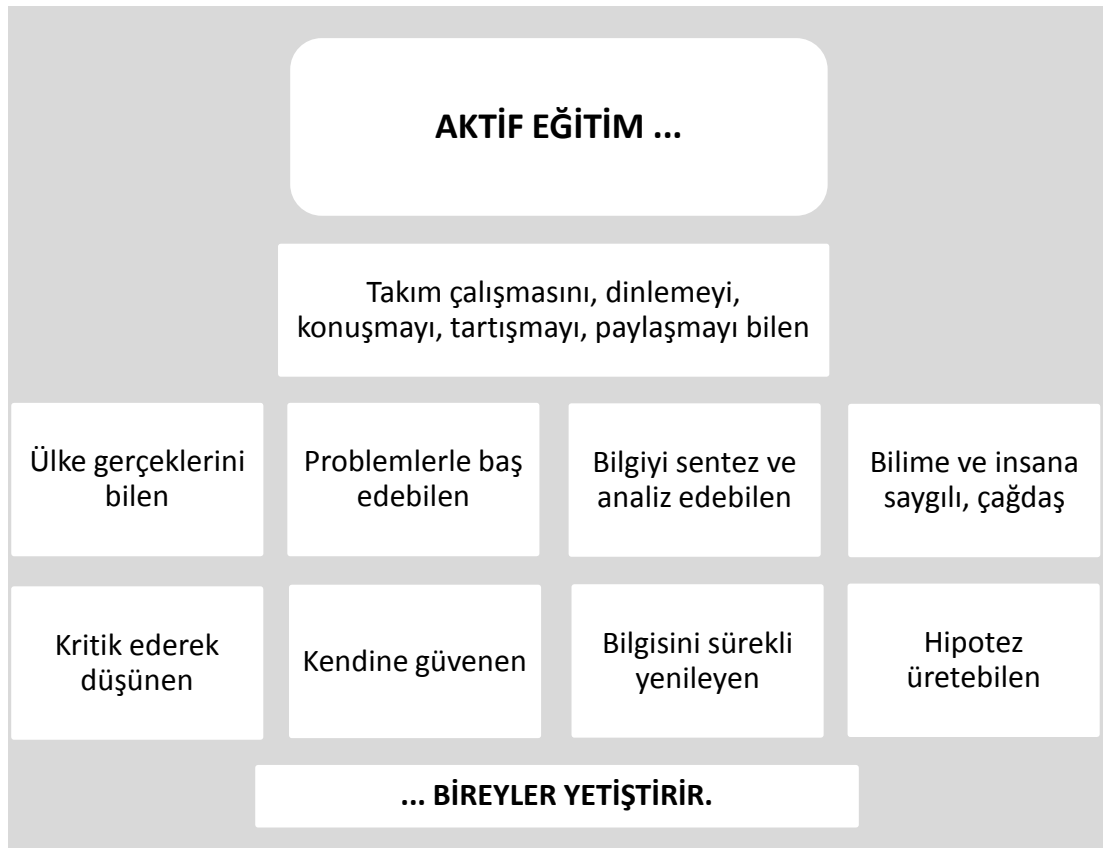 AKTİF EĞİTİM ...
Takım çalışmasını, dinlemeyi,
konuşmayı, tartışmayı, paylaşmayı bilen
Ülke gerçeklerini
bilen
Problemlerle baş
edebilen
Bilgiyi sentez ve
analiz edebilen
Bilime ve insana
saygılı, çağdaş
Kritik ederek
düşünen
Kendine güvenen
Bilgisini sürekli
yenileyen
Hipotez
üretebilen
... BİREYLER YETİŞTİRİR.